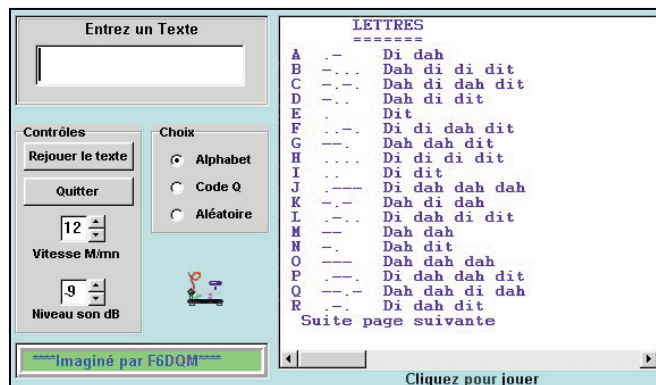 Entrez un Texte
Contrôles
Rejouer le texte
Quitter
12
Vitesse M/mn
-9
Niveau son dB
Choix
Alphabet
Code Q
Aléatoire
****Imaginé par F6DQM****
LETTRES
=======
A .- Di dah
B -... Dah di di dit
C -.-. Dah di dah dit
D -.. Dah di dit
E . Dit
F ..-. Di di dah dit
G --. Dah dah dit
H .... Di di di dit
I .. Di dit
J .--- Di dah dah dah
K -.- Dah di dah
L .-.. Di dah di dit
M -- Dah dah
N -. Dah dit
O --- Dah dah dah
P .--. Di dah dah dit
Q --.- Dah dah di dah
R .-. Di dah dit
Suite page suivante
Cliquez pour jouer